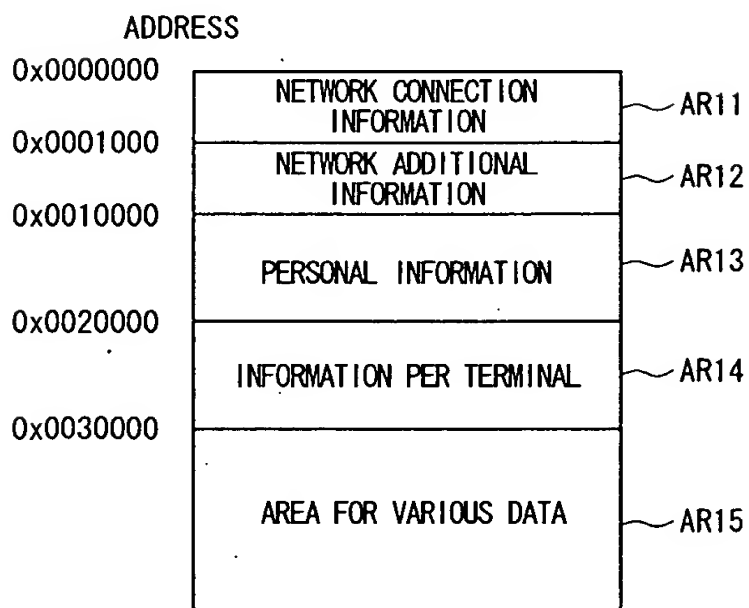 ADDRESS
0x0000000
NETWORK CONNECTION
INFORMATION
AR11
0x0001000
NETWORK ADDITIONAL
INFORMATION
AR12
0x0010000
PERSONAL INFORMATION
AR13
0x0020000
INFORMATION PER TERMINAL
AR14
0x0030000
AREA FOR VARIOUS DATA
AR15